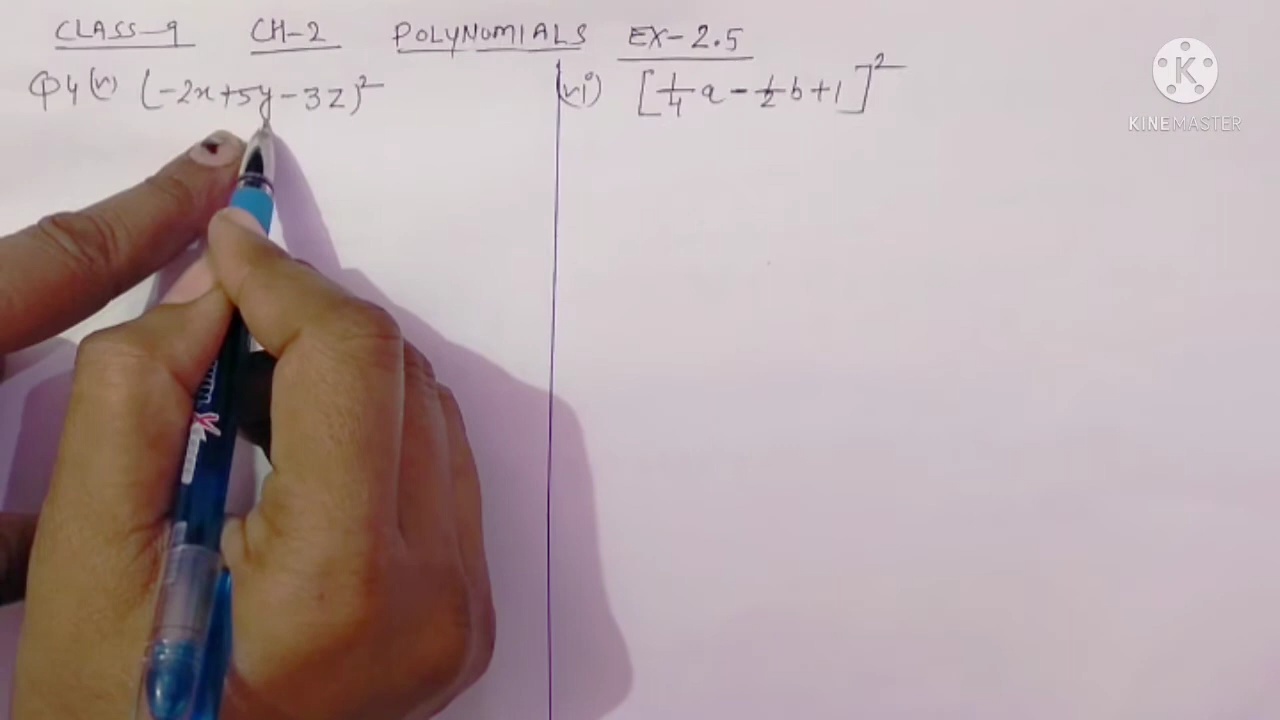 CLASS-9 CH-2 POLYNOMIALS EX-2.5
Q4 (v) (-2x+5y-3z)²
(vi) [1/4 a - 1/2 b + 1]²
K
KINEMASTER